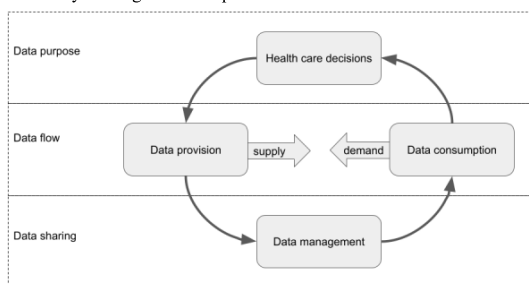 Data purpose
Health care decisions
Data flow
Data provision
supply
demand
Data consumption
Data sharing
Data management